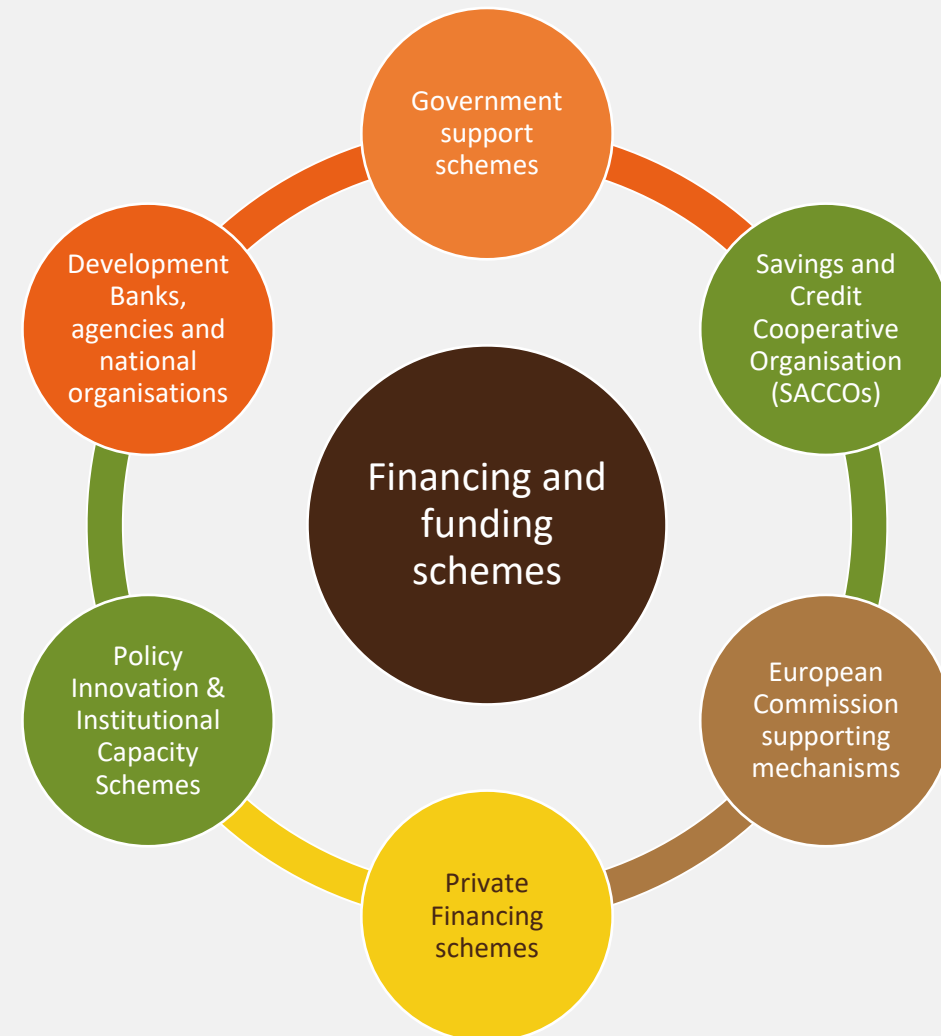 Government
support
schemes
Savings and
Credit
Cooperative
Organisation
(SACCOs)
European
Commission
supporting
mechanisms
Private
Financing
schemes
Policy
Innovation &
Institutional
Capacity
Schemes
Development
Banks,
agencies and
national
organisations
Financing and
funding
schemes